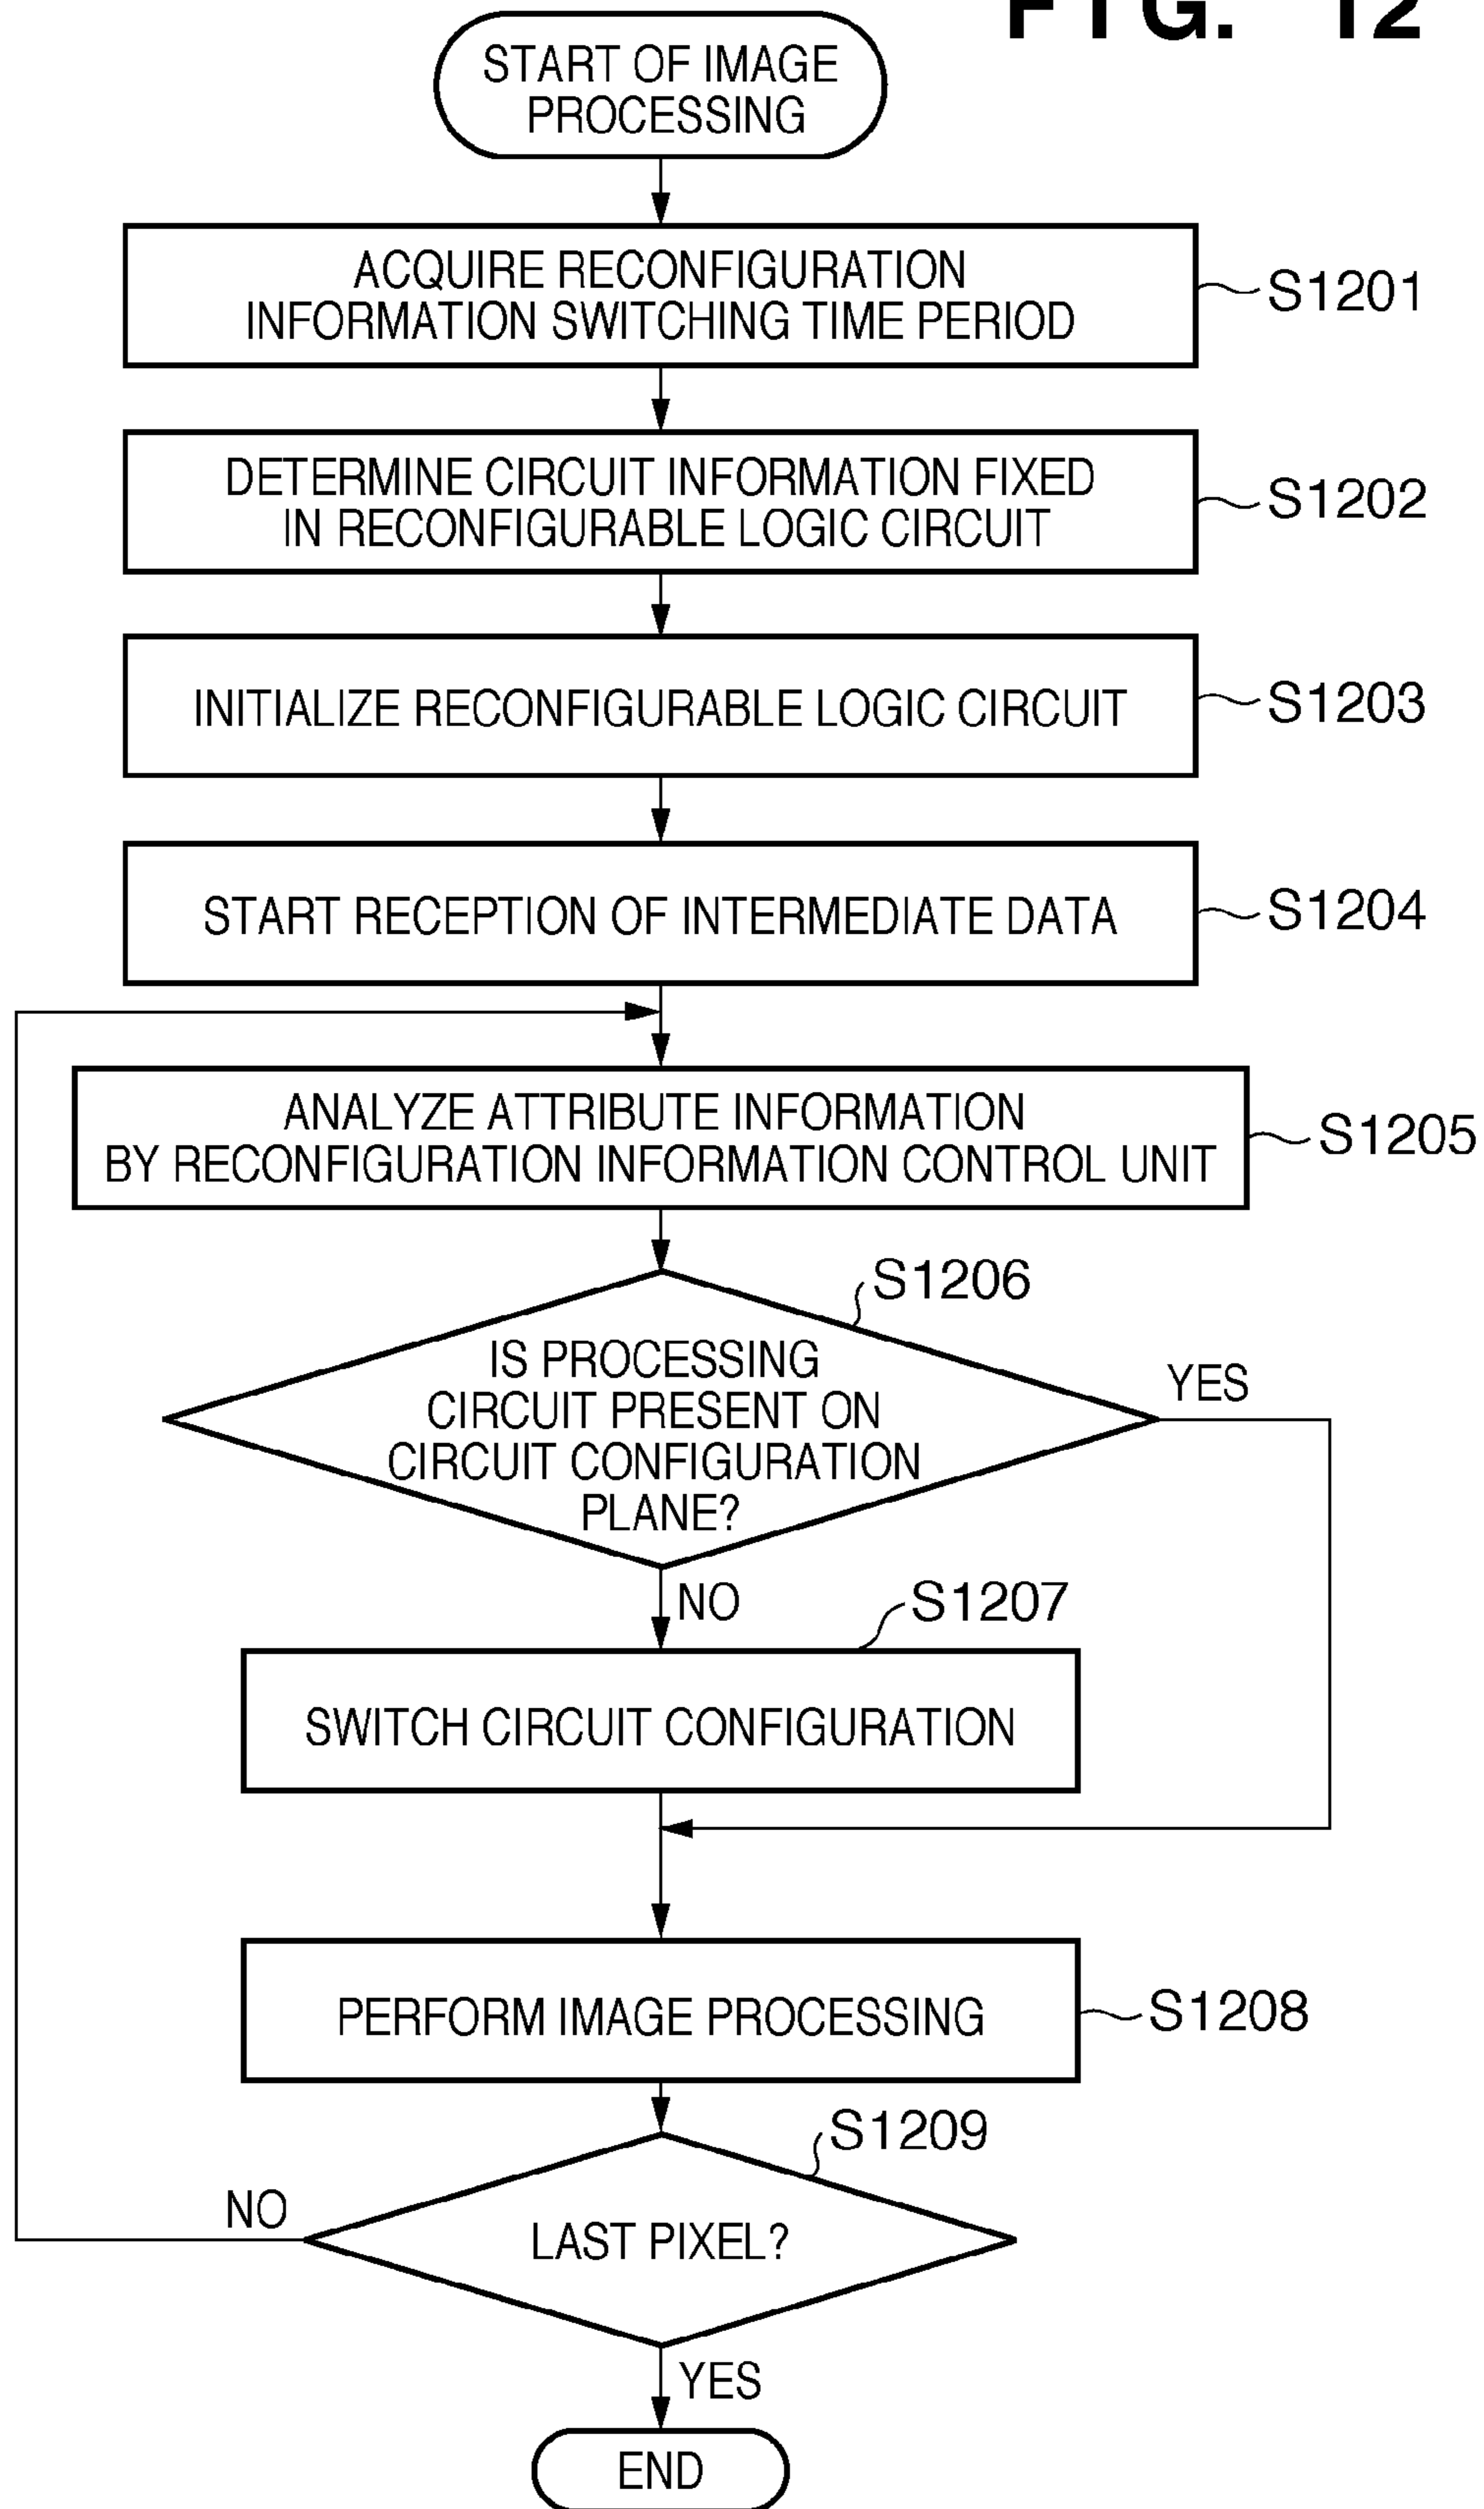 FIG. 12
START OF IMAGE
PROCESSING
ACQUIRE RECONFIGURATION
INFORMATION SWITCHING TIME PERIOD
S1201
DETERMINE CIRCUIT INFORMATION FIXED
IN RECONFIGURABLE LOGIC CIRCUIT
S1202
INITIALIZE RECONFIGURABLE LOGIC CIRCUIT
S1203
START RECEPTION OF INTERMEDIATE DATA
S1204
ANALYZE ATTRIBUTE INFORMATION
BY RECONFIGURATION INFORMATION CONTROL UNIT
S1205
S1206
IS PROCESSING
CIRCUIT PRESENT ON
CIRCUIT CONFIGURATION
PLANE?
YES
NO
S1207
SWITCH CIRCUIT CONFIGURATION
PERFORM IMAGE PROCESSING
S1208
S1209
NO
LAST PIXEL?
YES
END